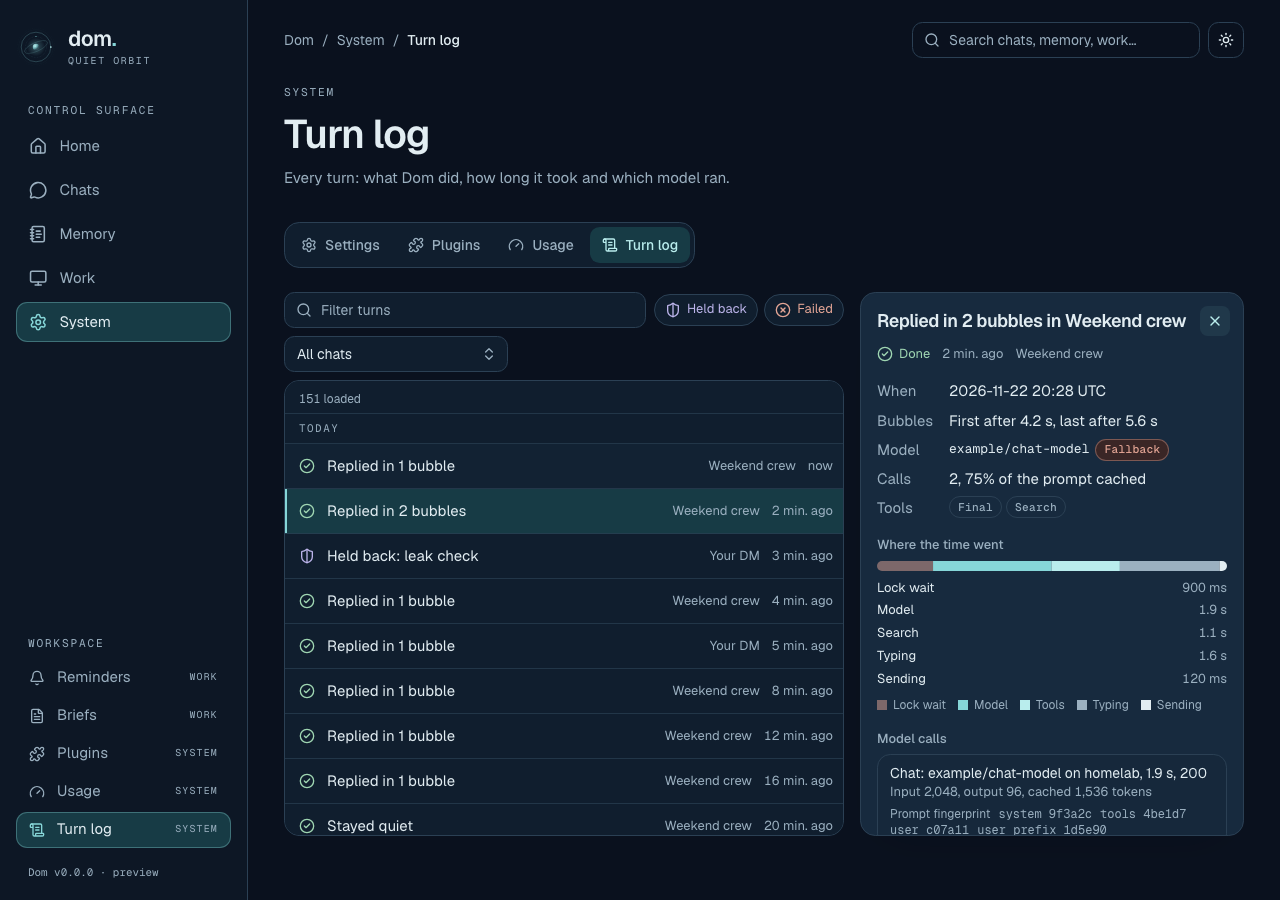 dom.
QUIET ORBIT
CONTROL SURFACE
Home
Chats
Memory
Work
System
WORKSPACE
Reminders WORK
Briefs WORK
Plugins SYSTEM
Usage SYSTEM
Turn log SYSTEM
Dom v0.0.0 · preview
Dom / System / Turn log
Search chats, memory, work…
SYSTEM
Turn log
Every turn: what Dom did, how long it took and which model ran.
Settings Plugins Usage Turn log
Filter turns Held back Failed
All chats
151 loaded
TODAY
Replied in 1 bubble Weekend crew now
Replied in 2 bubbles Weekend crew 2 min. ago
Held back: leak check Your DM 3 min. ago
Replied in 1 bubble Weekend crew 4 min. ago
Replied in 1 bubble Your DM 5 min. ago
Replied in 1 bubble Weekend crew 8 min. ago
Replied in 1 bubble Weekend crew 12 min. ago
Replied in 1 bubble Weekend crew 16 min. ago
Stayed quiet Weekend crew 20 min. ago
Replied in 2 bubbles in Weekend crew
Done 2 min. ago Weekend crew
When 2026-11-22 20:28 UTC
Bubbles First after 4.2 s, last after 5.6 s
Model example/chat-model Fallback
Calls 2, 75% of the prompt cached
Tools Final Search
Where the time went
Lock wait 900 ms
Model 1.9 s
Search 1.1 s
Typing 1.6 s
Sending 120 ms
Lock wait Model Tools Typing Sending
Model calls
Chat: example/chat-model on homelab, 1.9 s, 200
Input 2,048, output 96, cached 1,536 tokens
Prompt fingerprint system 9f3a2c tools 4be1d7
user c07a11 user prefix 1d5e90